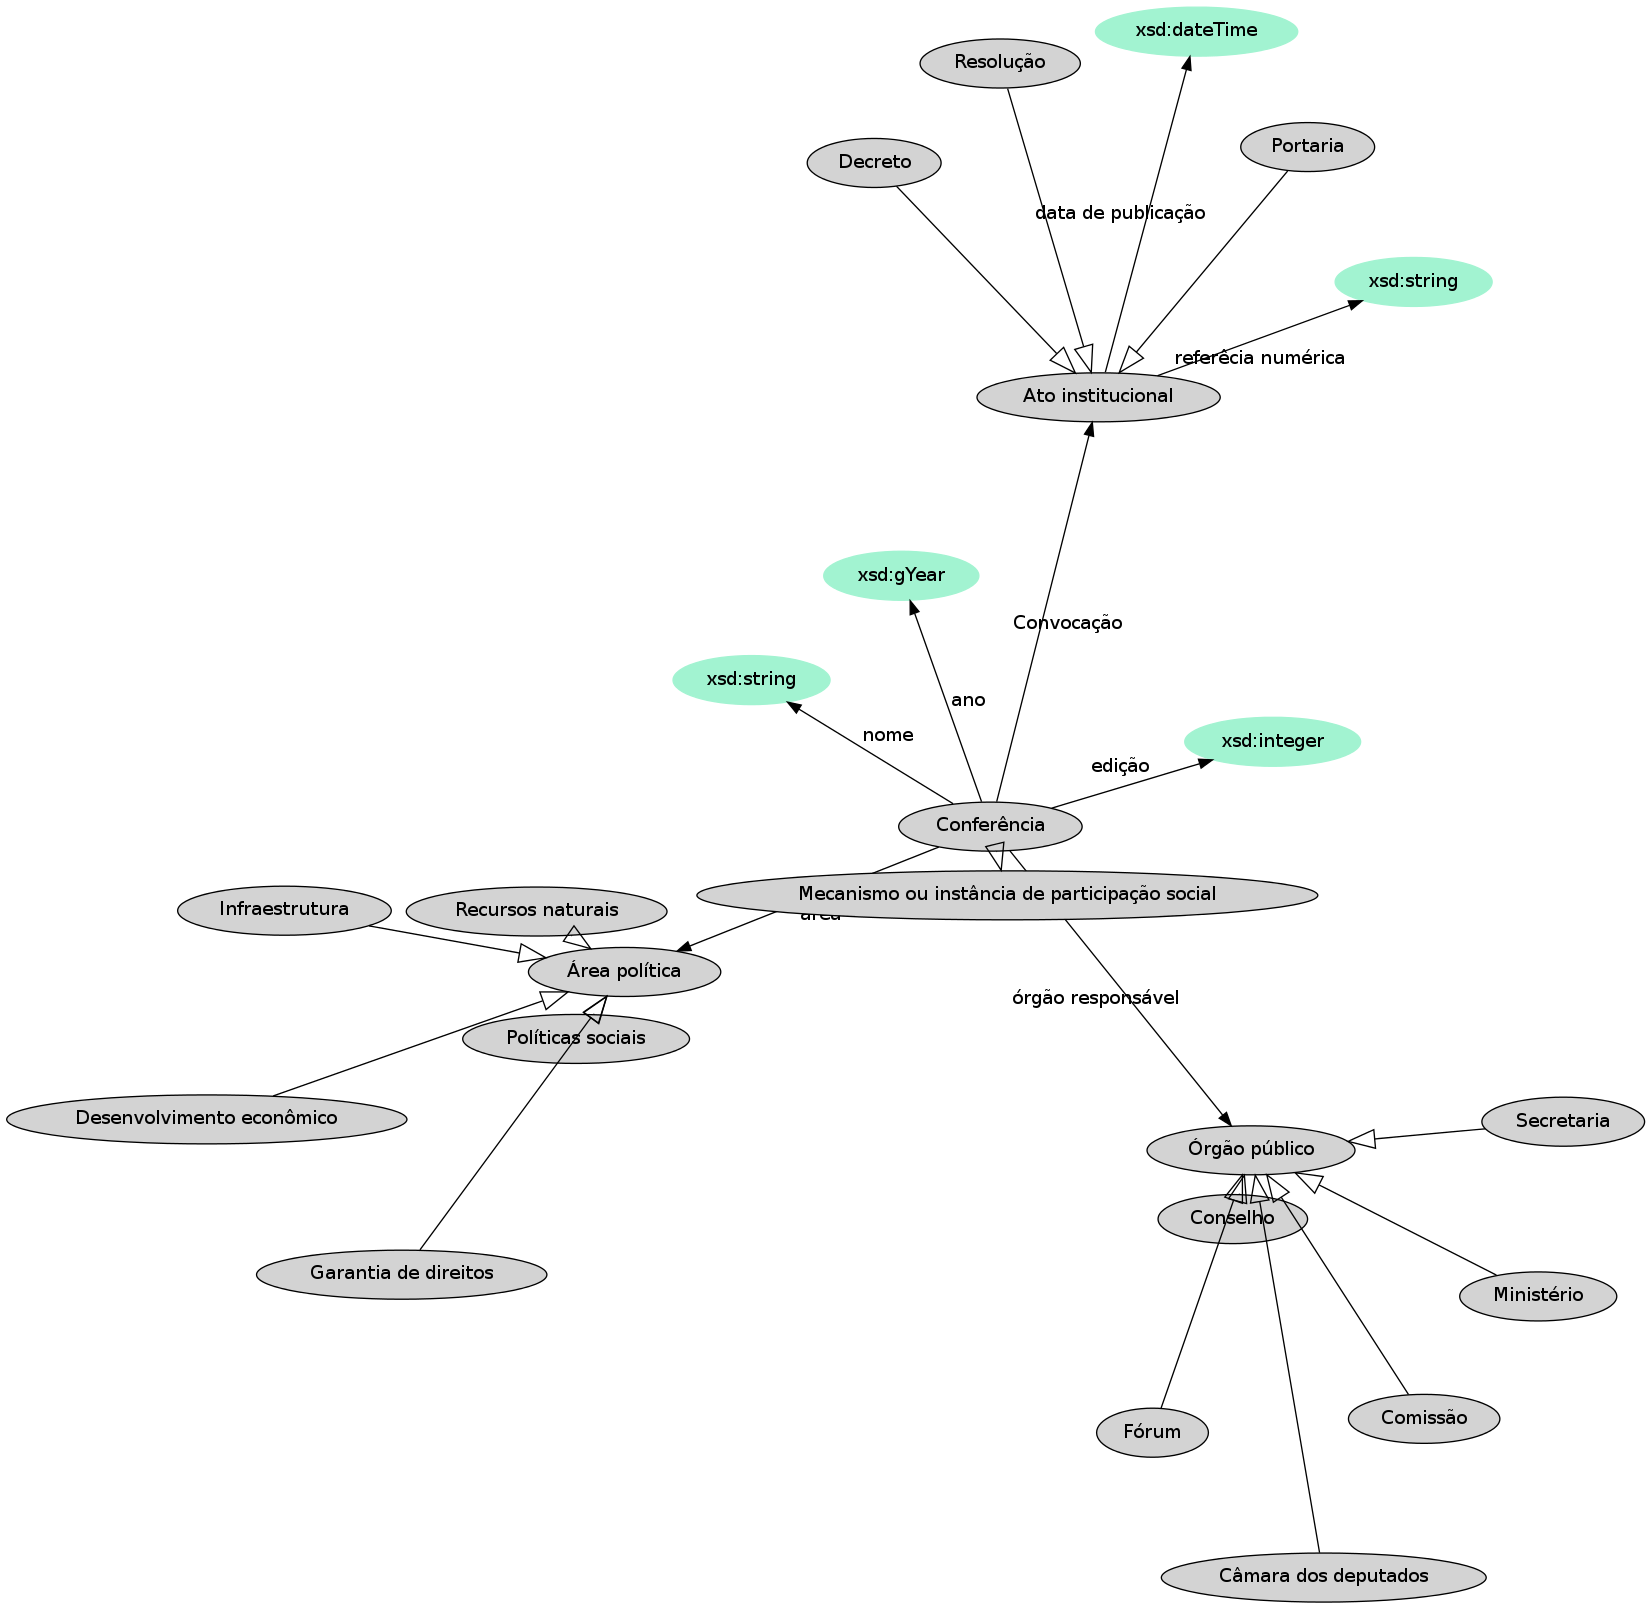 xsd:dateTime
Resolução
Portaria
Decreto
data de publicação
xsd:string
referêcia numérica
Ato institucional
xsd:gYear
Convocação
xsd:string
ano
nome
xsd:integer
edição
Conferência
Mecanismo ou instância de participação social
Infraestrutura
Recursos naturais
área
Área política
órgão responsável
Políticas sociais
Desenvolvimento econômico
Secretaria
Órgão público
Conselho
Garantia de direitos
Ministério
Comissão
Fórum
Câmara dos deputados